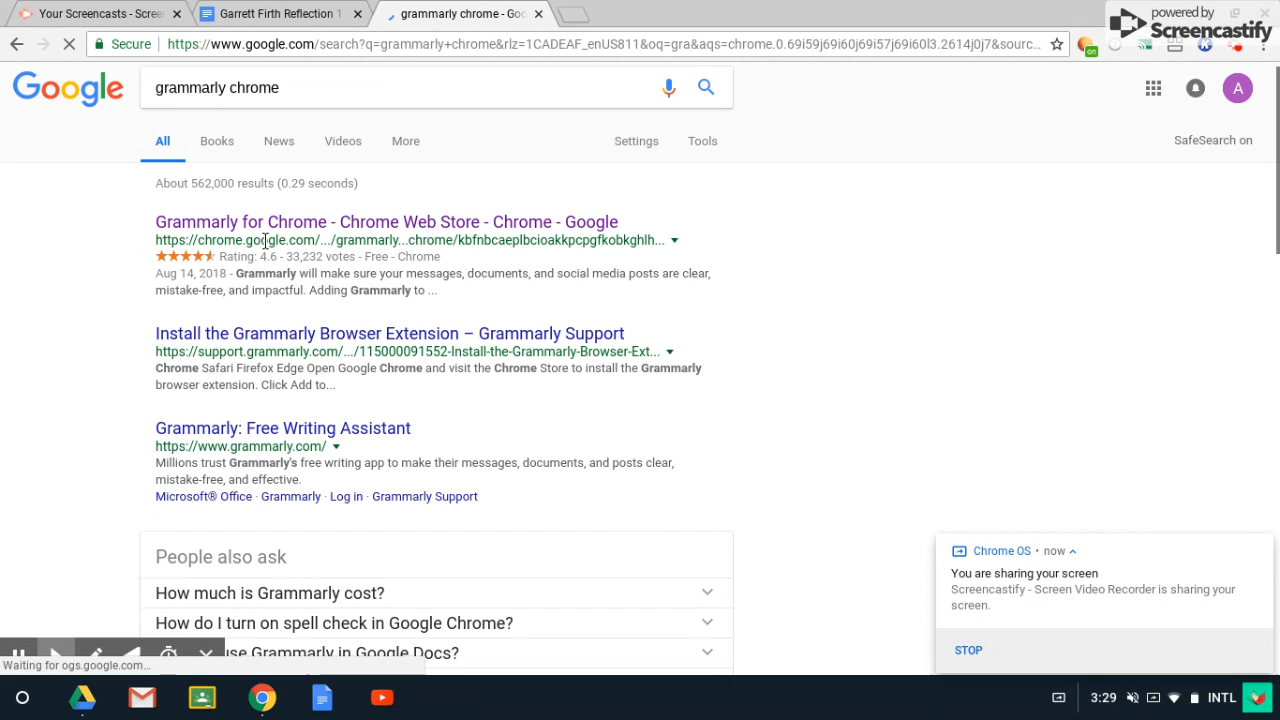 Your Screencasts - Screen
Garrett Firth Reflection 1
grammarly chrome - Goo
powered by
Screencastify
Secure
https://www.google.com/search?q=grammarly+chrome&rlz=1CADEAF_enUS811&oq=gra&aqs=chrome.0.69i59j69i60j69i57j69i60l3.1614j0j7&sourc...
on
Google
grammarly chrome
A
All
Books
News
Videos
More
Settings
Tools
SafeSearch on
About 562,000 results (0.29 seconds)
Grammarly for Chrome - Chrome Web Store - Chrome - Google
https://chrome.google.com/.../grammarly...chrome/kbfnbcaeplbcioakkpcpgfkobkghlh...
Rating: 4.6 - 33,232 votes - Free - Chrome
Aug 14, 2018 - Grammarly will make sure your messages, documents, and social media posts are clear,
mistake-free, and impactful. Adding Grammarly to ...
Install the Grammarly Browser Extension – Grammarly Support
https://support.grammarly.com/.../115000091552-Install-the-Grammarly-Browser-Ext...
Chrome Safari Firefox Edge Open Google Chrome and visit the Chrome Store to install the Grammarly
browser extension. Click Add to...
Grammarly: Free Writing Assistant
https://www.grammarly.com/
Millions trust Grammarly's free writing app to make their messages, documents, and posts clear,
mistake-free, and effective.
Microsoft® Office · Grammarly · Log in · Grammarly Support
People also ask
How much is Grammarly cost?
How do I turn on spell check in Google Chrome?
use Grammarly in Google Docs?
Waiting for ogs.google.com...
Chrome OS • now
You are sharing your screen
Screencastify - Screen Video Recorder is sharing your
screen.
STOP
3:29
INTL